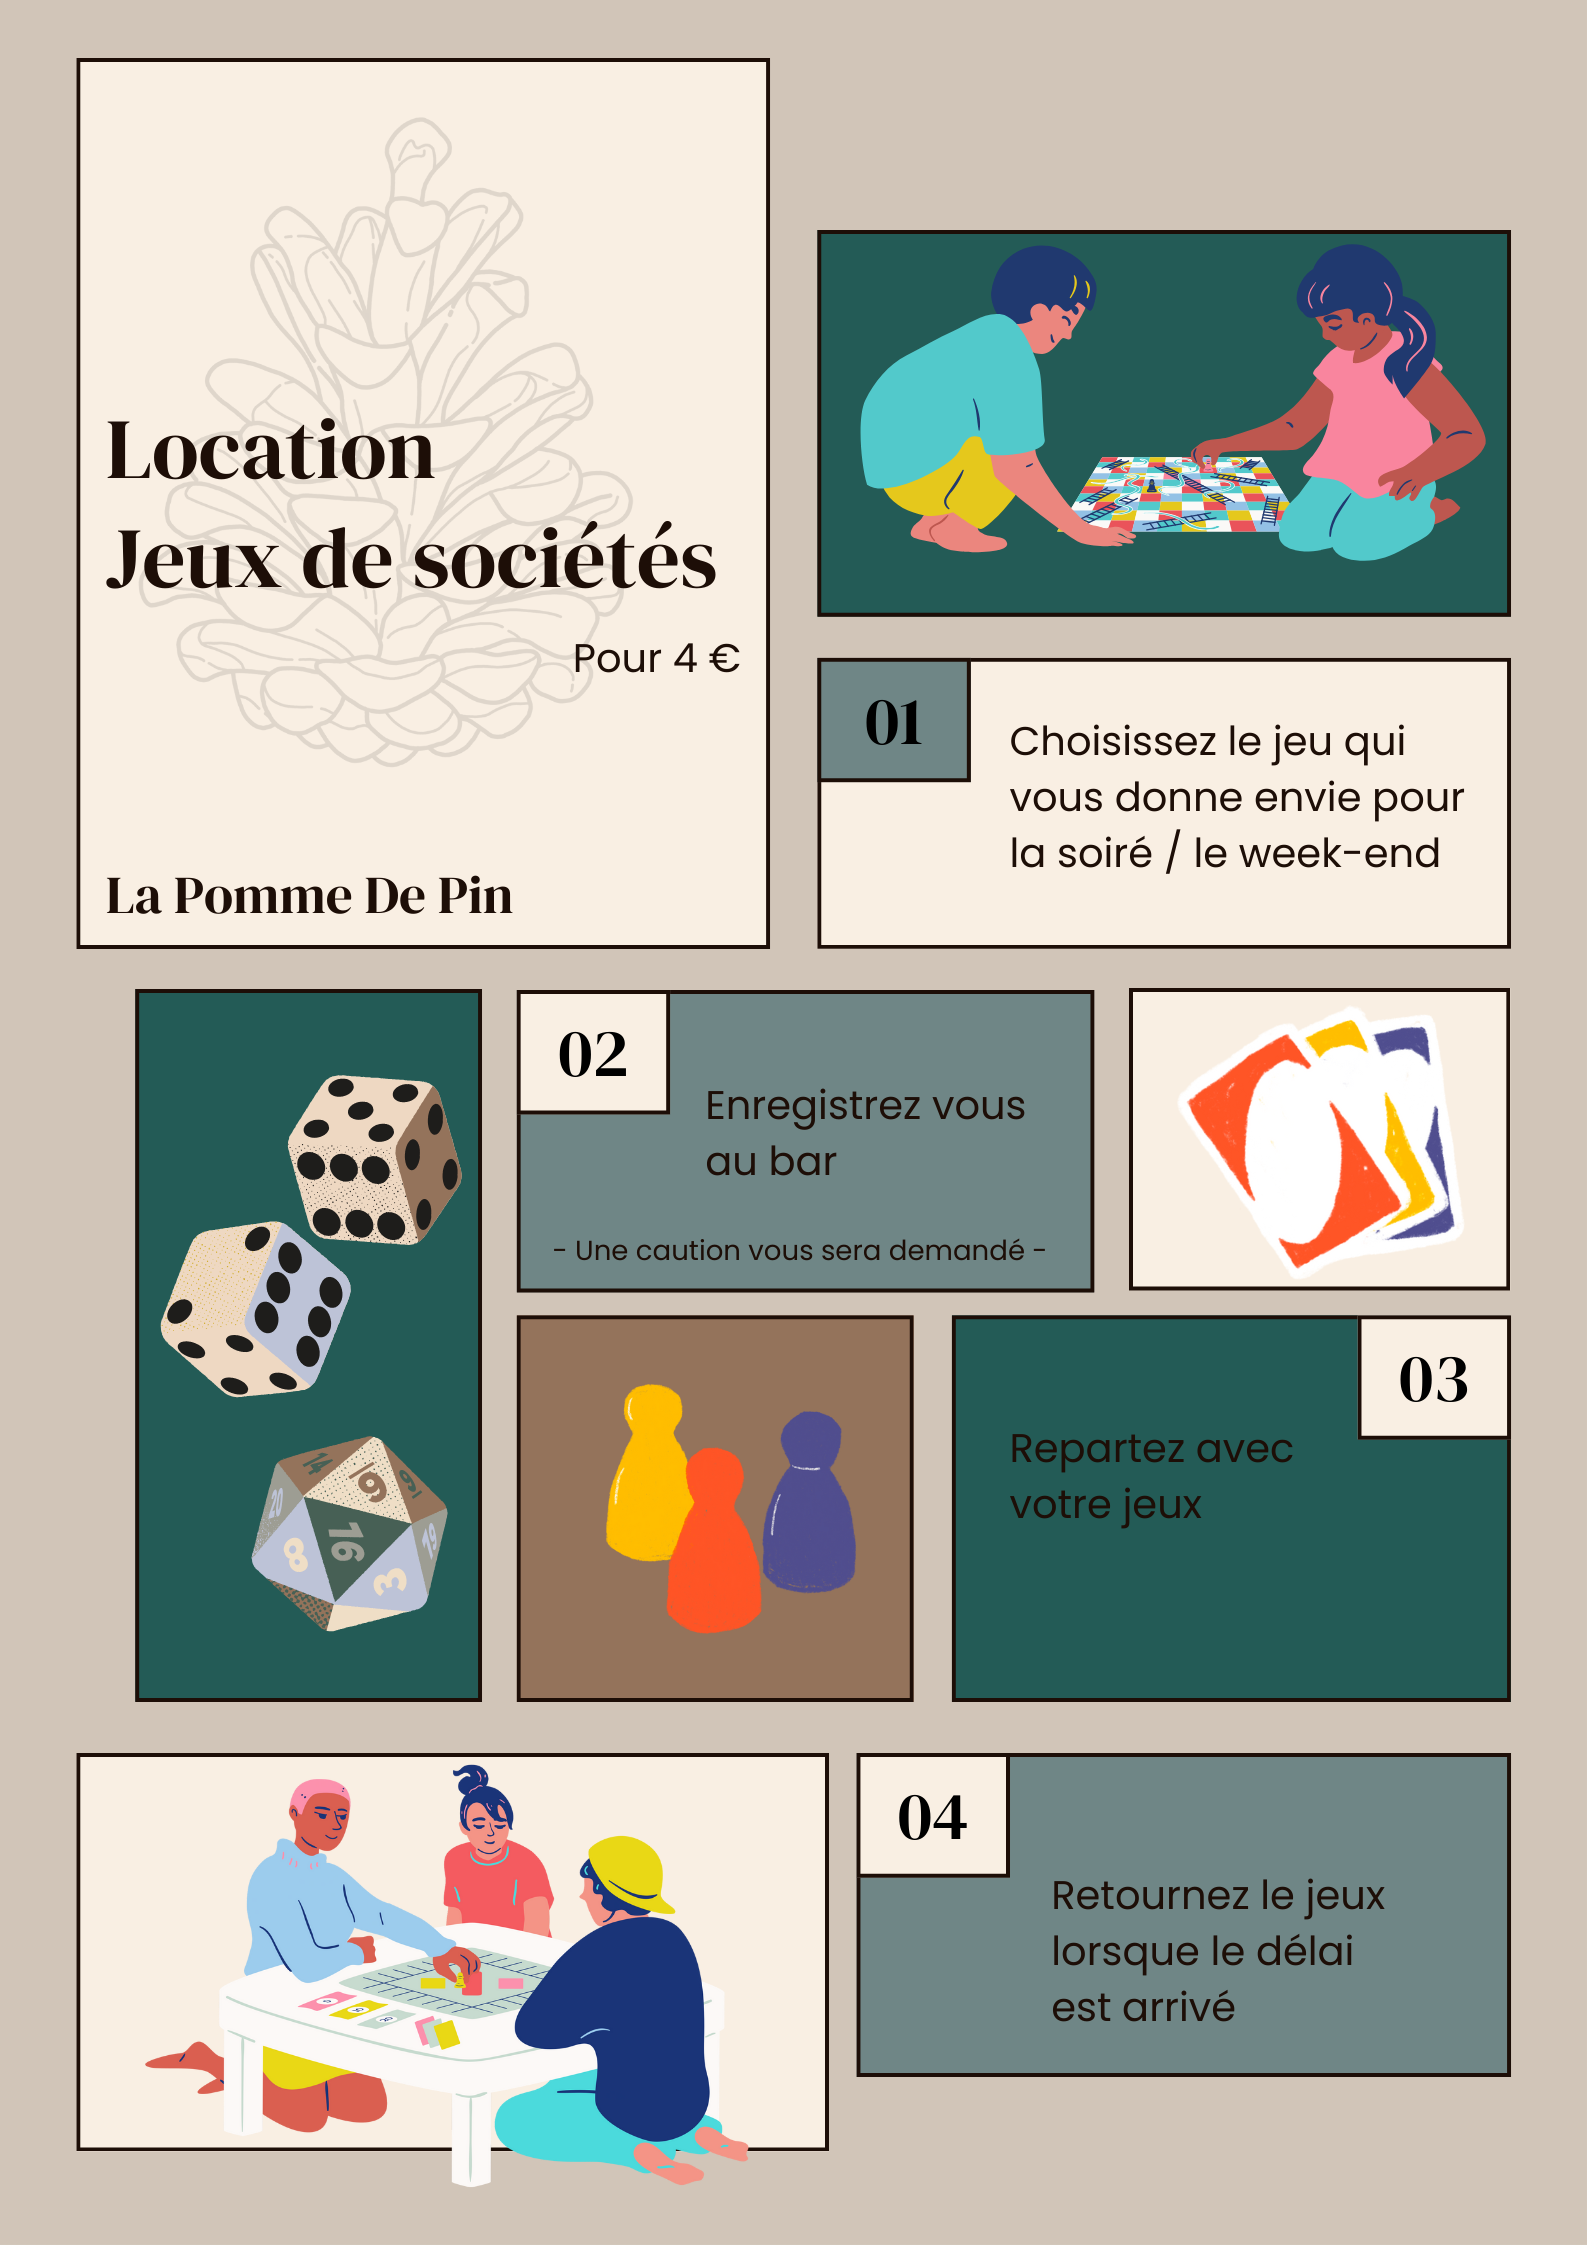 Location
Jeux de sociétés
Pour 4 €
La Pomme De Pin
01
Choisissez le jeu qui
vous donne envie pour
la soiré / le week-end
02
Enregistrez vous
au bar
- Une caution vous sera demandé -
14
19
20
16
8
3
19
03
Repartez avec
votre jeux
04
Retournez le jeux
lorsque le délai
est arrivé